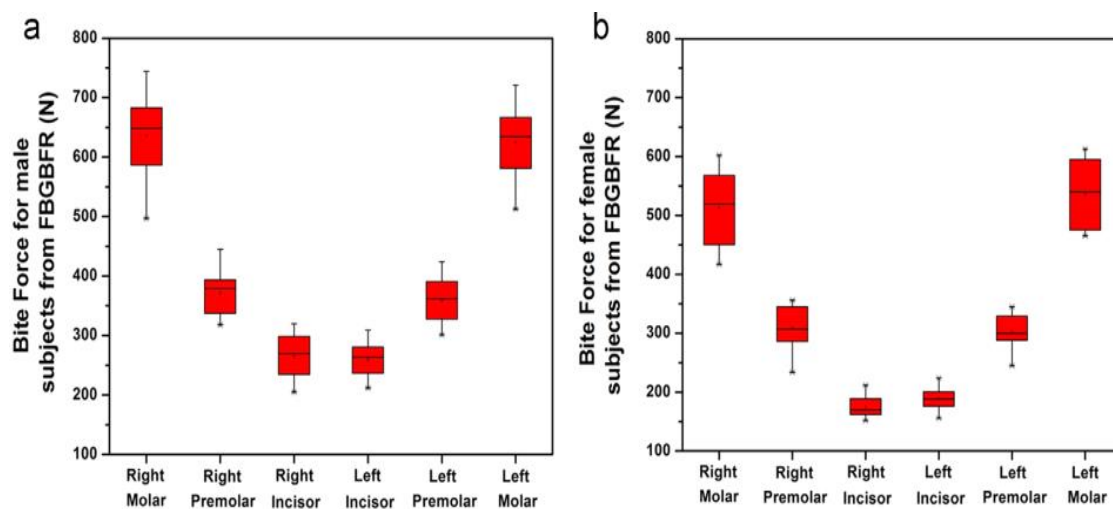 a
Bite Force for male
subjects from FBGBFR (N)
800
700
600
500
400
300
200
100
Right
Molar
Right
Premolar
Right
Incisor
Left
Incisor
Left
Premolar
Left
Molar
b
Bite Force for female
subjects from FBGBFR (N)
800
700
600
500
400
300
200
100
Right
Molar
Right
Premolar
Right
Incisor
Left
Incisor
Left
Premolar
Left
Molar